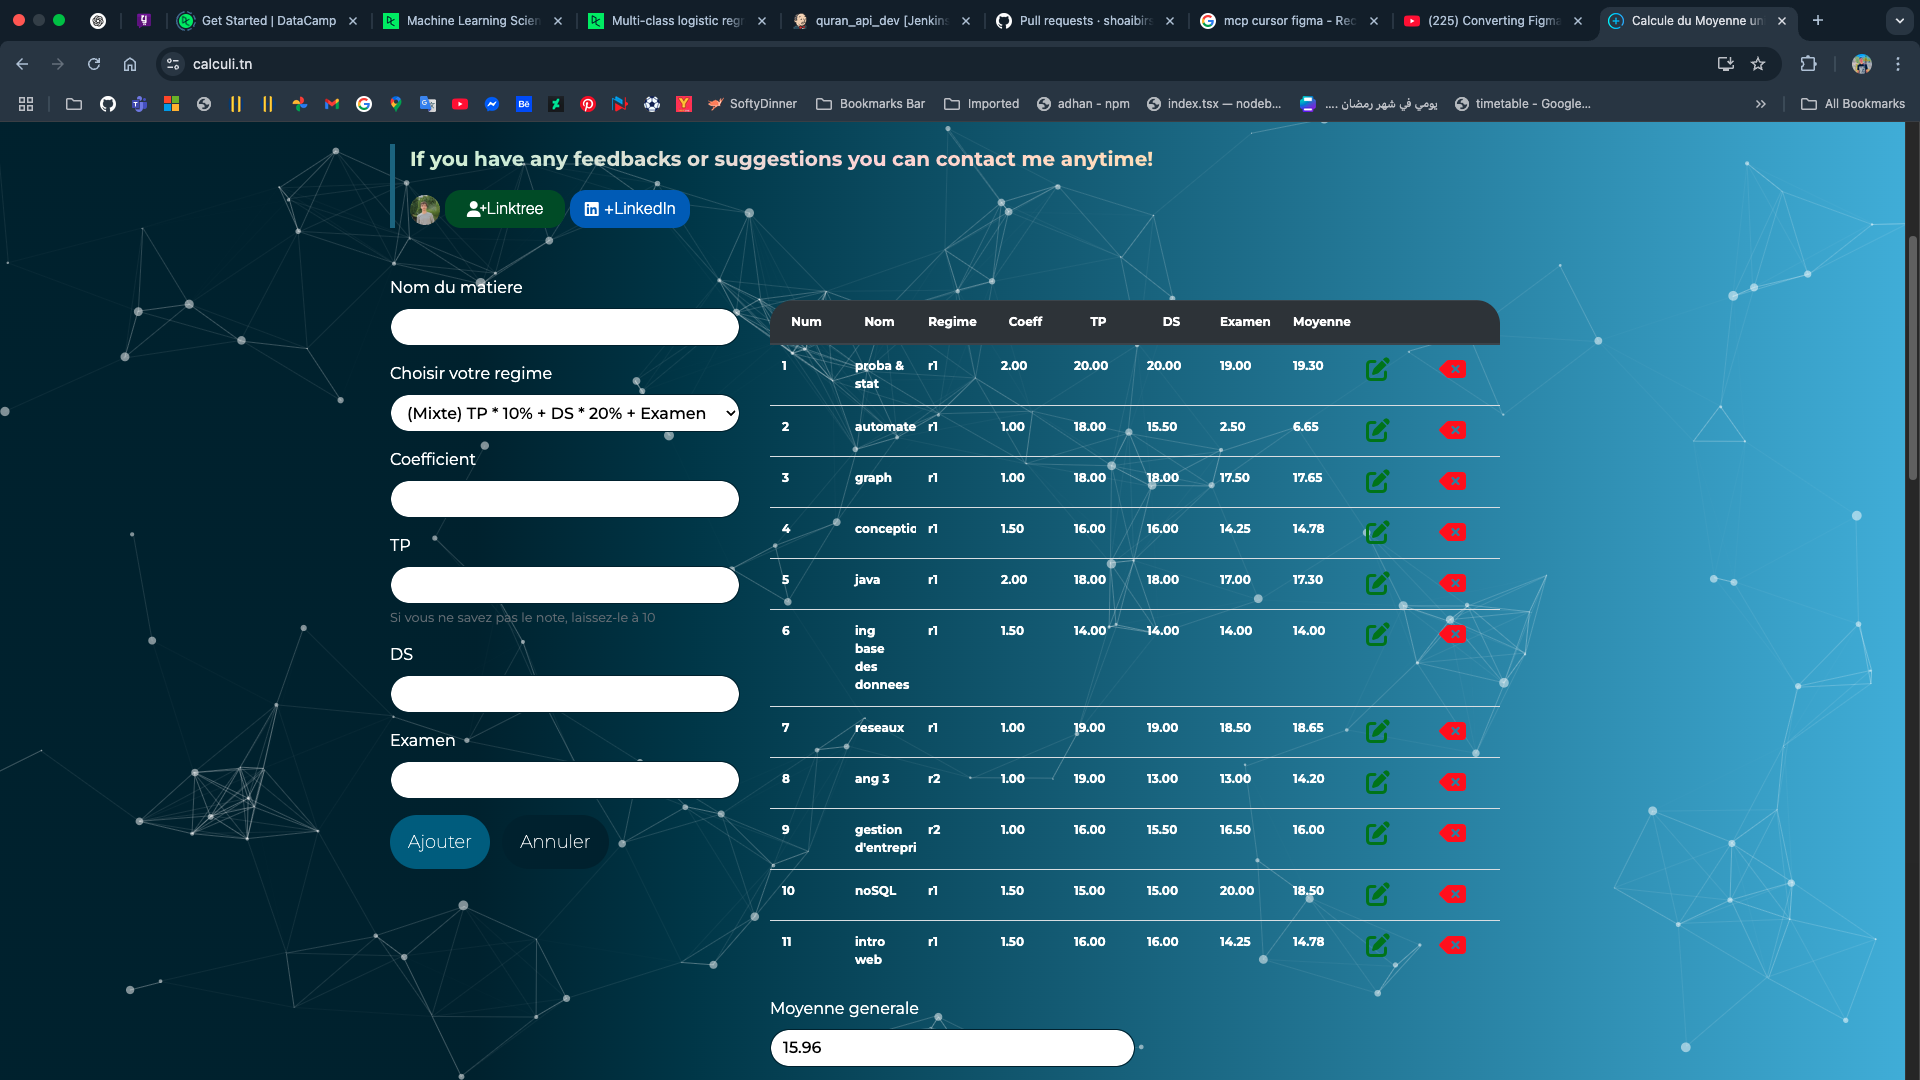 Get Started | DataCamp
Machine Learning Scien
Multi-class logistic regr
quran_api_dev [Jenkins
Pull requests · shoaibirs
mcp cursor figma - Rec
(225) Converting Figma
Calcule du Moyenne un
calculi.tn
SoftyDinner
Bookmarks Bar
Imported
adhan - npm
index.tsx — nodeb...
يومي في شهر رمضان ....
timetable - Google...
All Bookmarks
If you have any feedbacks or suggestions you can contact me anytime!
+Linktree
+LinkedIn
Nom du matiere
Choisir votre regime
(Mixte) TP * 10% + DS * 20% + Examen
Coefficient
TP
Si vous ne savez pas le note, laissez-le à 10
DS
Examen
Ajouter Annuler
Num Nom Regime Coeff TP DS Examen Moyenne
1 proba & stat r1 2.00 20.00 20.00 19.00 19.30
2 automate r1 1.00 18.00 15.50 2.50 6.65
3 graph r1 1.00 18.00 18.00 17.50 17.65
4 conceptio r1 1.50 16.00 16.00 14.25 14.78
5 java r1 2.00 18.00 18.00 17.00 17.30
6 ing base des donnees r1 1.50 14.00 14.00 14.00 14.00
7 reseaux r1 1.00 19.00 19.00 18.50 18.65
8 ang 3 r2 1.00 19.00 13.00 13.00 14.20
9 gestion d'entrepri r2 1.00 16.00 15.50 16.50 16.00
10 noSQL r1 1.50 15.00 15.00 20.00 18.50
11 intro web r1 1.50 16.00 16.00 14.25 14.78
Moyenne generale
15.96